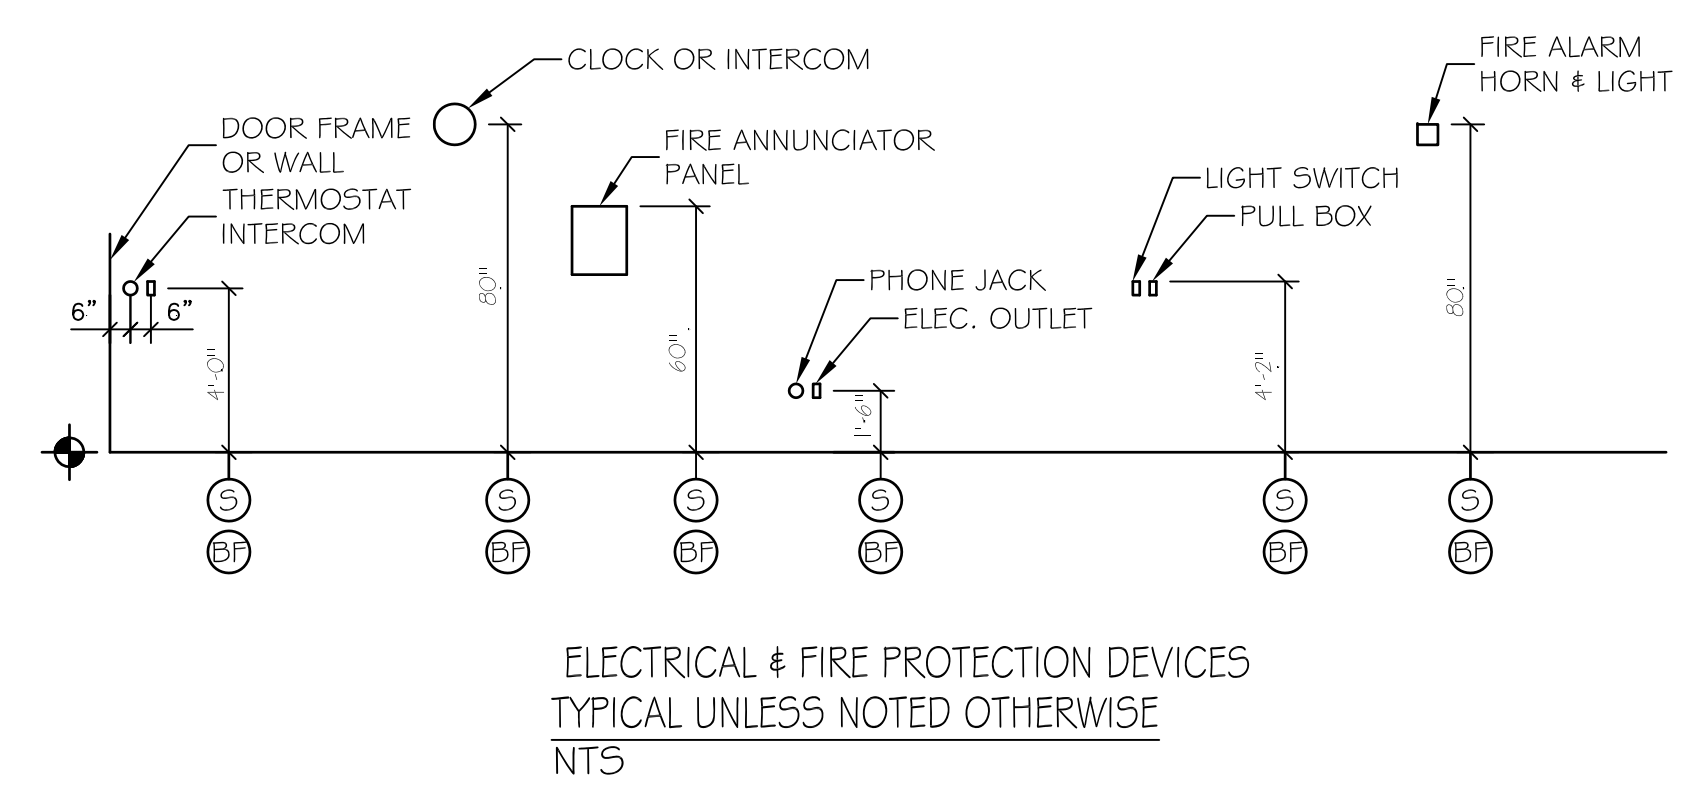 CLOCK OR INTERCOM
FIRE ALARM
HORN & LIGHT
DOOR FRAME
OR WALL
THERMOSTAT
INTERCOM
FIRE ANNUNCIATOR
PANEL
LIGHT SWITCH
PULL BOX
PHONE JACK
ELEC. OUTLET
6" 6"
4'-0"
80"
60"
1'-6"
4'-2"
80"
S S S S S S
BF BF BF BF BF BF
ELECTRICAL & FIRE PROTECTION DEVICES
TYPICAL UNLESS NOTED OTHERWISE
NTS